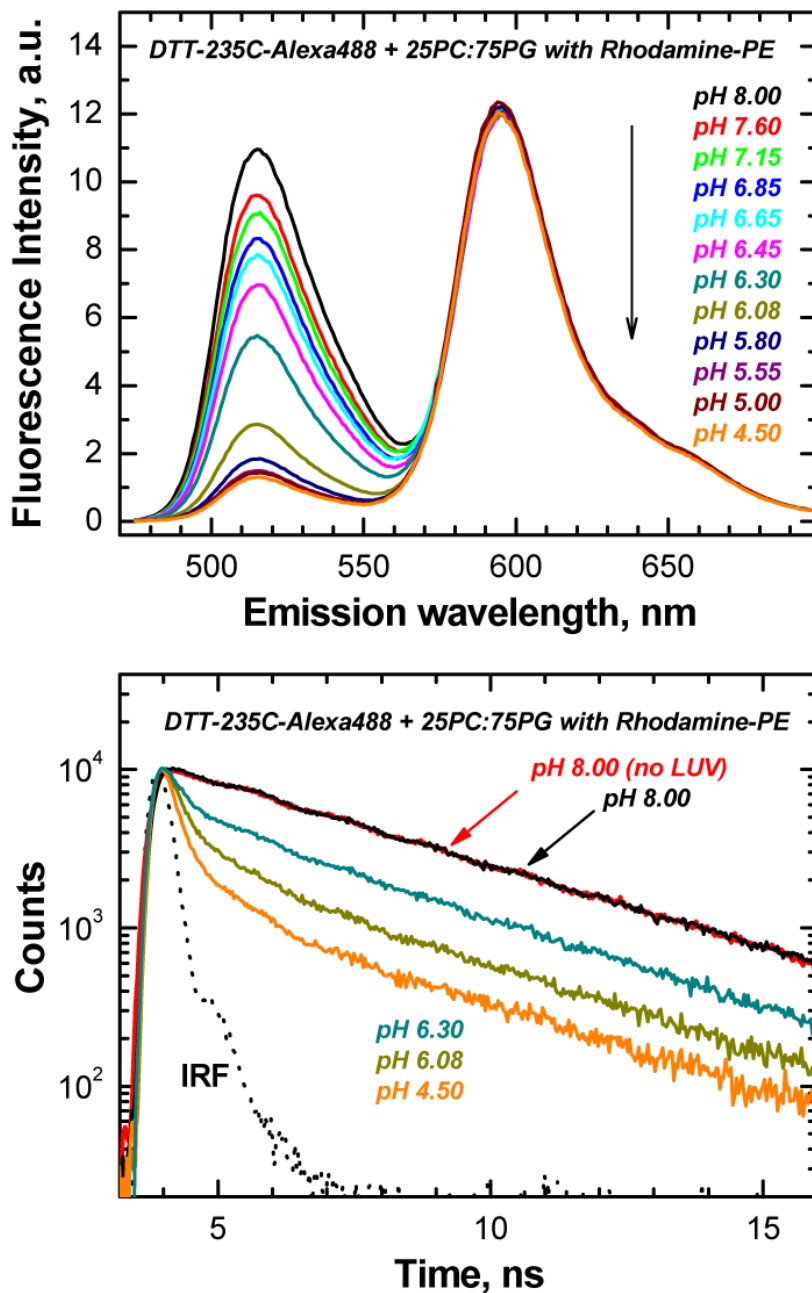 DTT-235C-Alexa488 + 25PC:75PG with Rhodamine-PE
14
12
10
8
6
4
2
0
Fluorescence Intensity, a.u.
pH 8.00
pH 7.60
pH 7.15
pH 6.85
pH 6.65
pH 6.45
pH 6.30
pH 6.08
pH 5.80
pH 5.55
pH 5.00
pH 4.50
500 550 600 650
Emission wavelength, nm
DTT-235C-Alexa488 + 25PC:75PG with Rhodamine-PE
pH 8.00 (no LUV)
pH 8.00
10⁴
10³
10²
Counts
pH 6.30
pH 6.08
pH 4.50
IRF
5 10 15
Time, ns